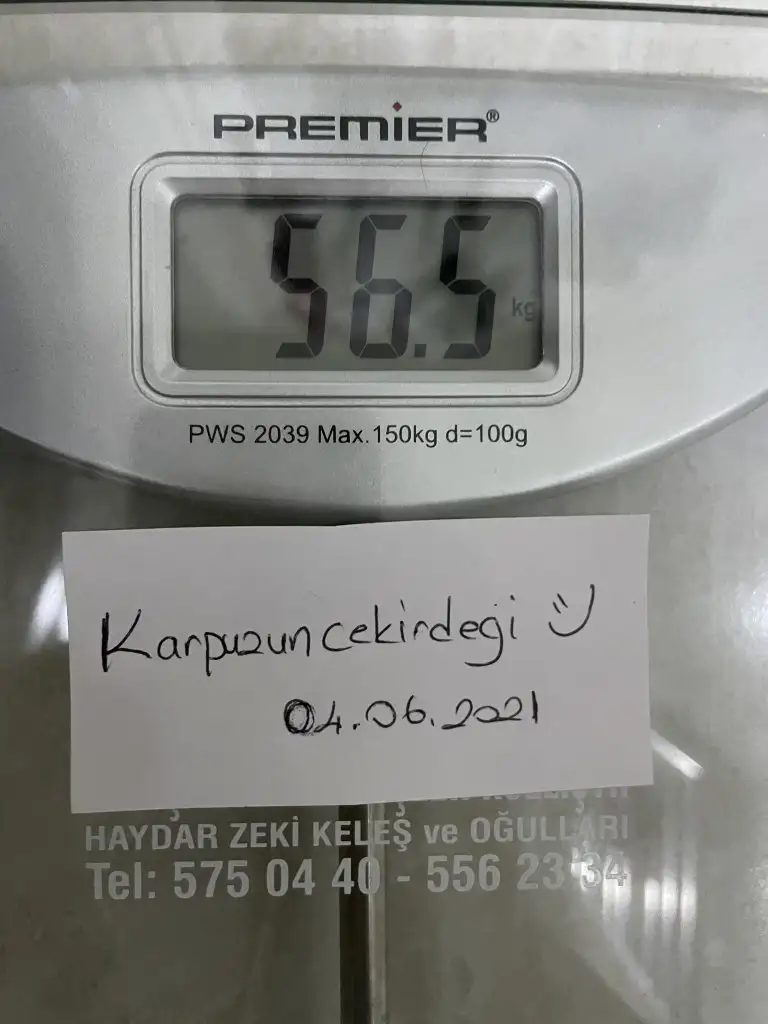 PREMIER®
56.5 kg
PWS 2039 Max.150kg d=100g
Karpuzuncekirdeği :)
04.06.2021
HAYDAR ZEKİ KELEŞ ve OĞULLARI
Tel: 575 04 40 - 556 23 34